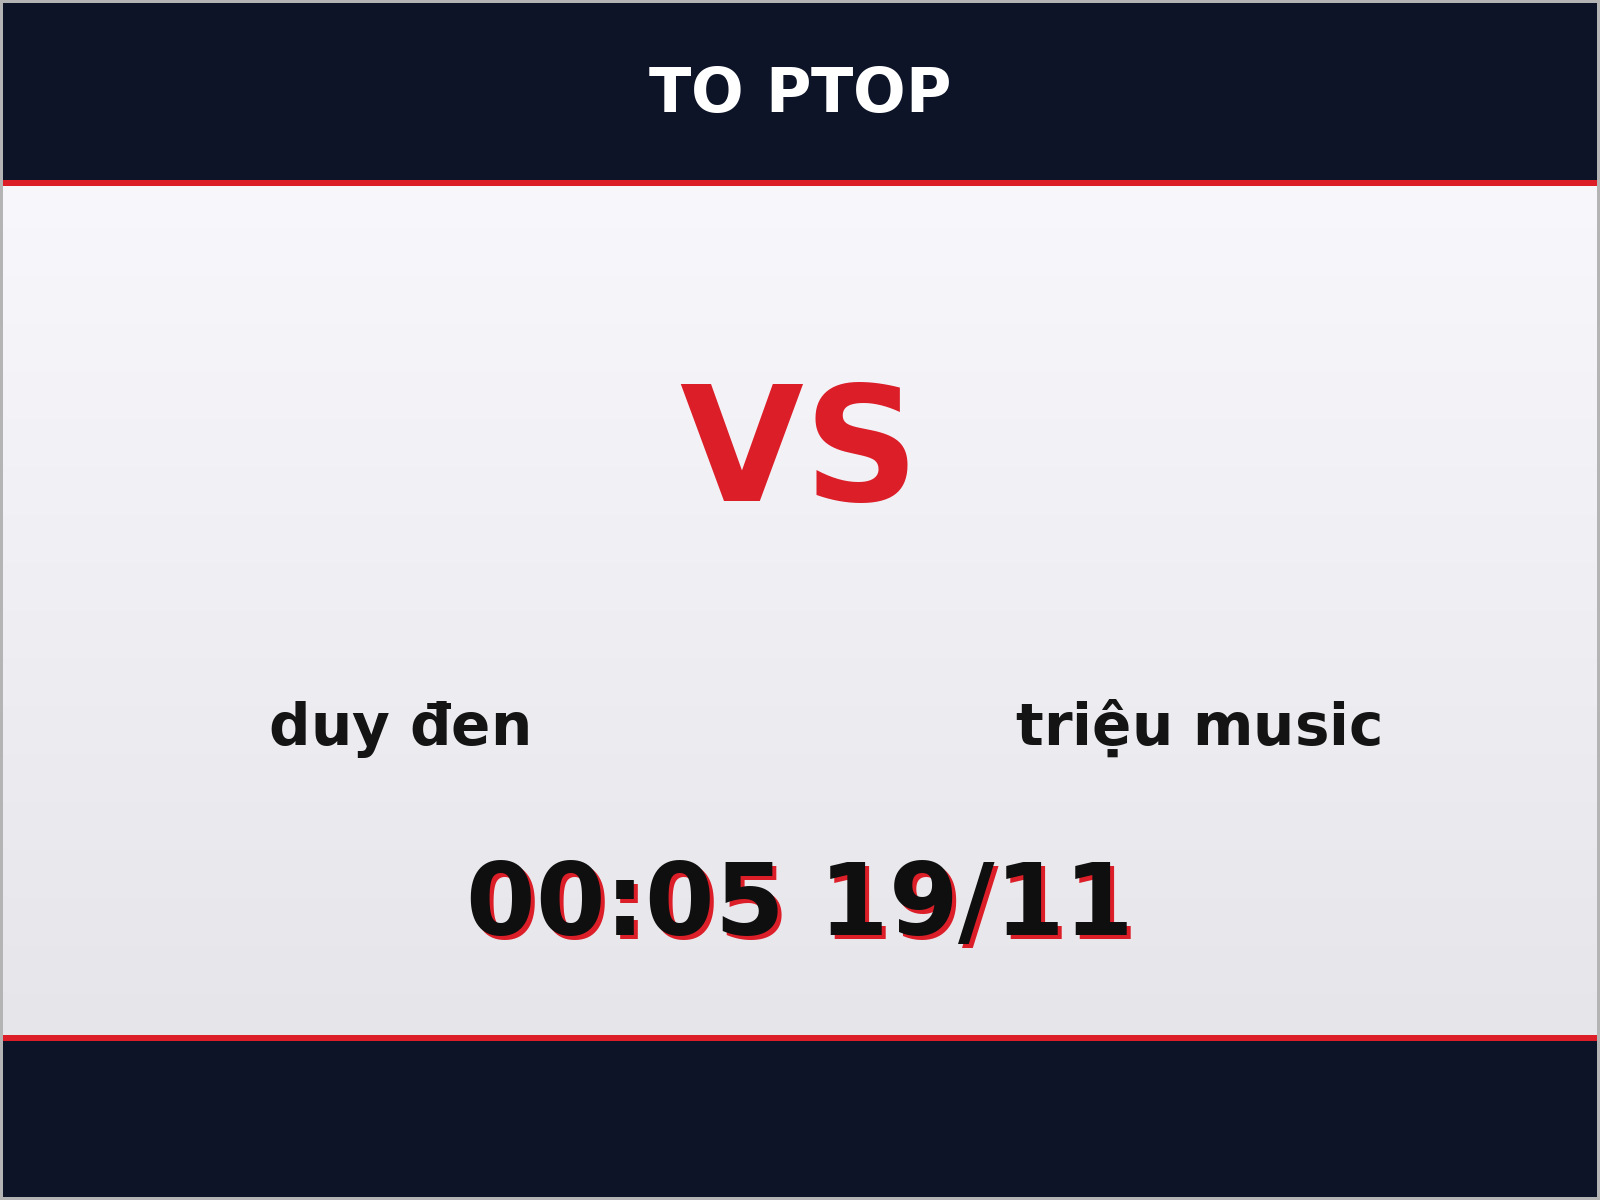 TO PTOP
VS
duy đen
triệu music
00:05 19/11